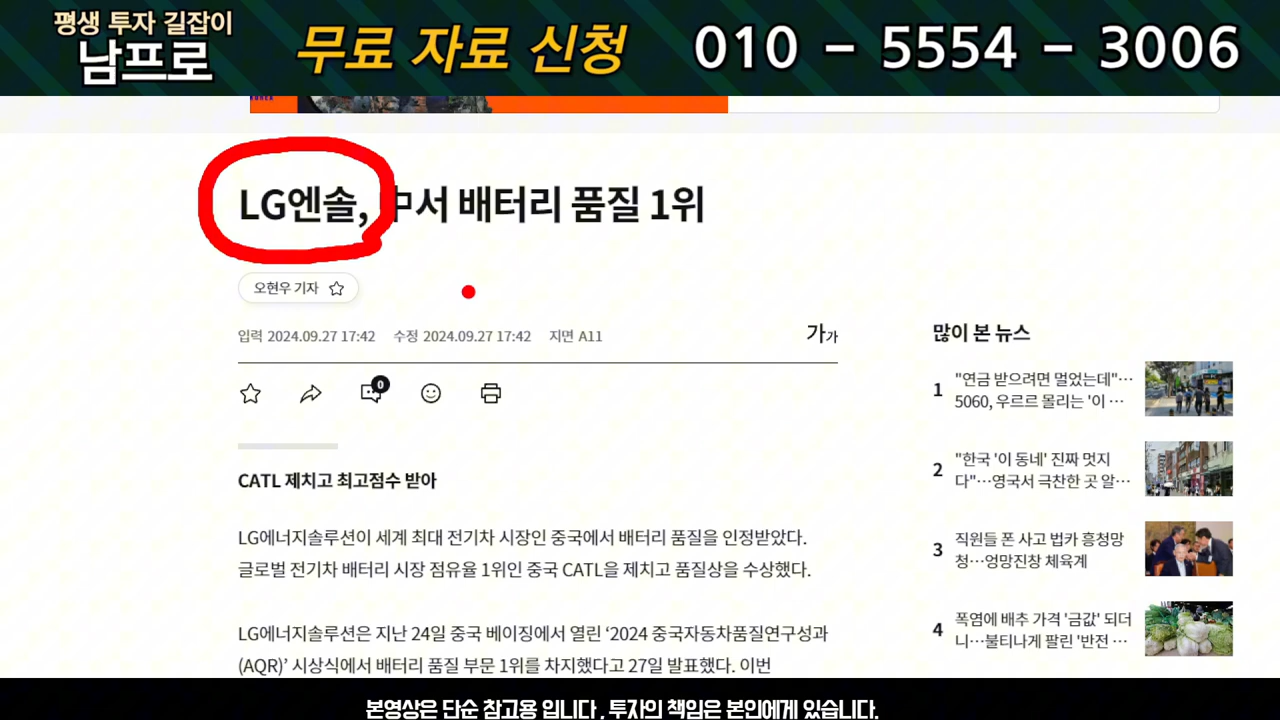 평생 투자 길잡이
남프로
무료 자료 신청
010 - 5554 - 3006
LG엔솔, 中서 배터리 품질 1위
오현우 기자
입력 2024.09.27 17:42 수정 2024.09.27 17:42 지면 A11
가가
0
CATL 제치고 최고점수 받아
LG에너지솔루션이 세계 최대 전기차 시장인 중국에서 배터리 품질을 인정받았다.
글로벌 전기차 배터리 시장 점유율 1위인 중국 CATL을 제치고 품질상을 수상했다.
LG에너지솔루션은 지난 24일 중국 베이징에서 열린 ‘2024 중국자동차품질연구성과
(AQR)’ 시상식에서 배터리 품질 부문 1위를 차지했다고 27일 발표했다. 이번
많이 본 뉴스
1
"연금 받으려면 멀었는데"…
5060, 우르르 몰리는 '이 …
2
"한국 '이 동네' 진짜 멋지
다"…영국서 극찬한 곳 알…
3
직원들 폰 사고 법카 흥청망
청…엉망진창 체육계
4
폭염에 배추 가격 '금값' 되더
니…불티나게 팔린 '반전 …
본영상은 단순 참고용 입니다 , 투자의 책임은 본인에게 있습니다.